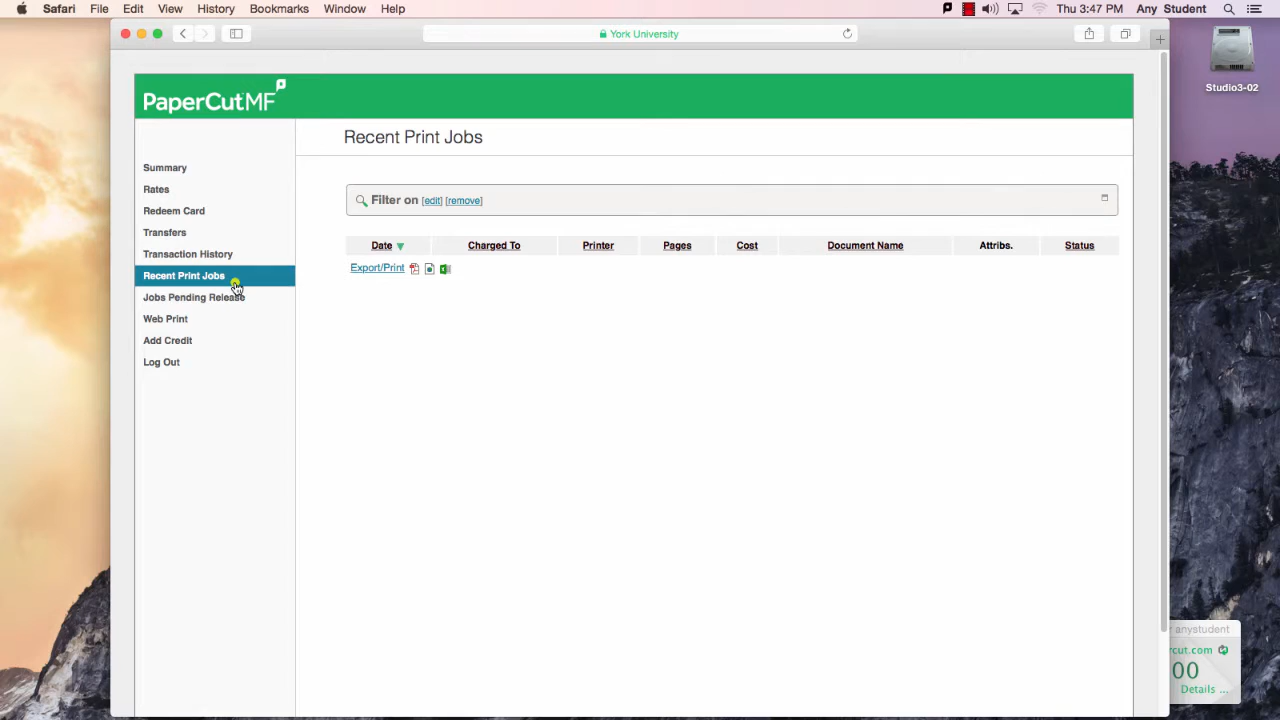 Safari File Edit View History Bookmarks Window Help Thu 3:47 PM Any Student
York University
Studio3-02
PaperCutMF
Recent Print Jobs
Summary
Rates
Redeem Card
Transfers
Transaction History
Recent Print Jobs
Jobs Pending Release
Web Print
Add Credit
Log Out
Filter on [edit] [remove]
Date Charged To Printer Pages Cost Document Name Attribs. Status
Export/Print
anystudent
rcut.com
00
Details ...